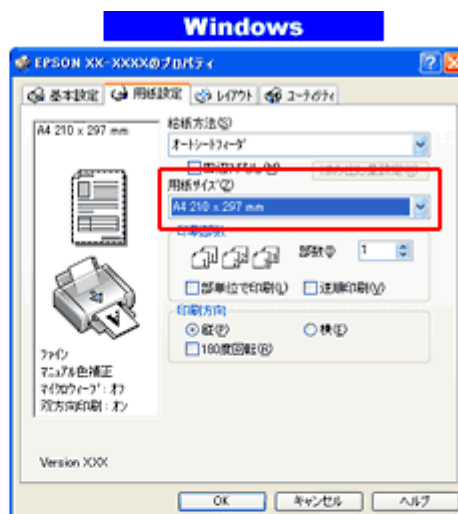 Windows
EPSON XX-XXXXのプロパティ
基本設定 用紙設定 レイアウト ユーティリティ
A4 210 x 297 mm
給紙方法(S)
オートシートフィーダ
用紙サイズ(Z)
A4 210 x 297 mm
印刷部数
部数 1
部単位で印刷(L) 逆順印刷(V)
印刷方向
縦(P) 横(E)
180度回転(R)
ファイン
マニュアル色補正
マイクロウィーブ:オフ
双方向印刷:オン
Version XXX
OK キャンセル ヘルプ